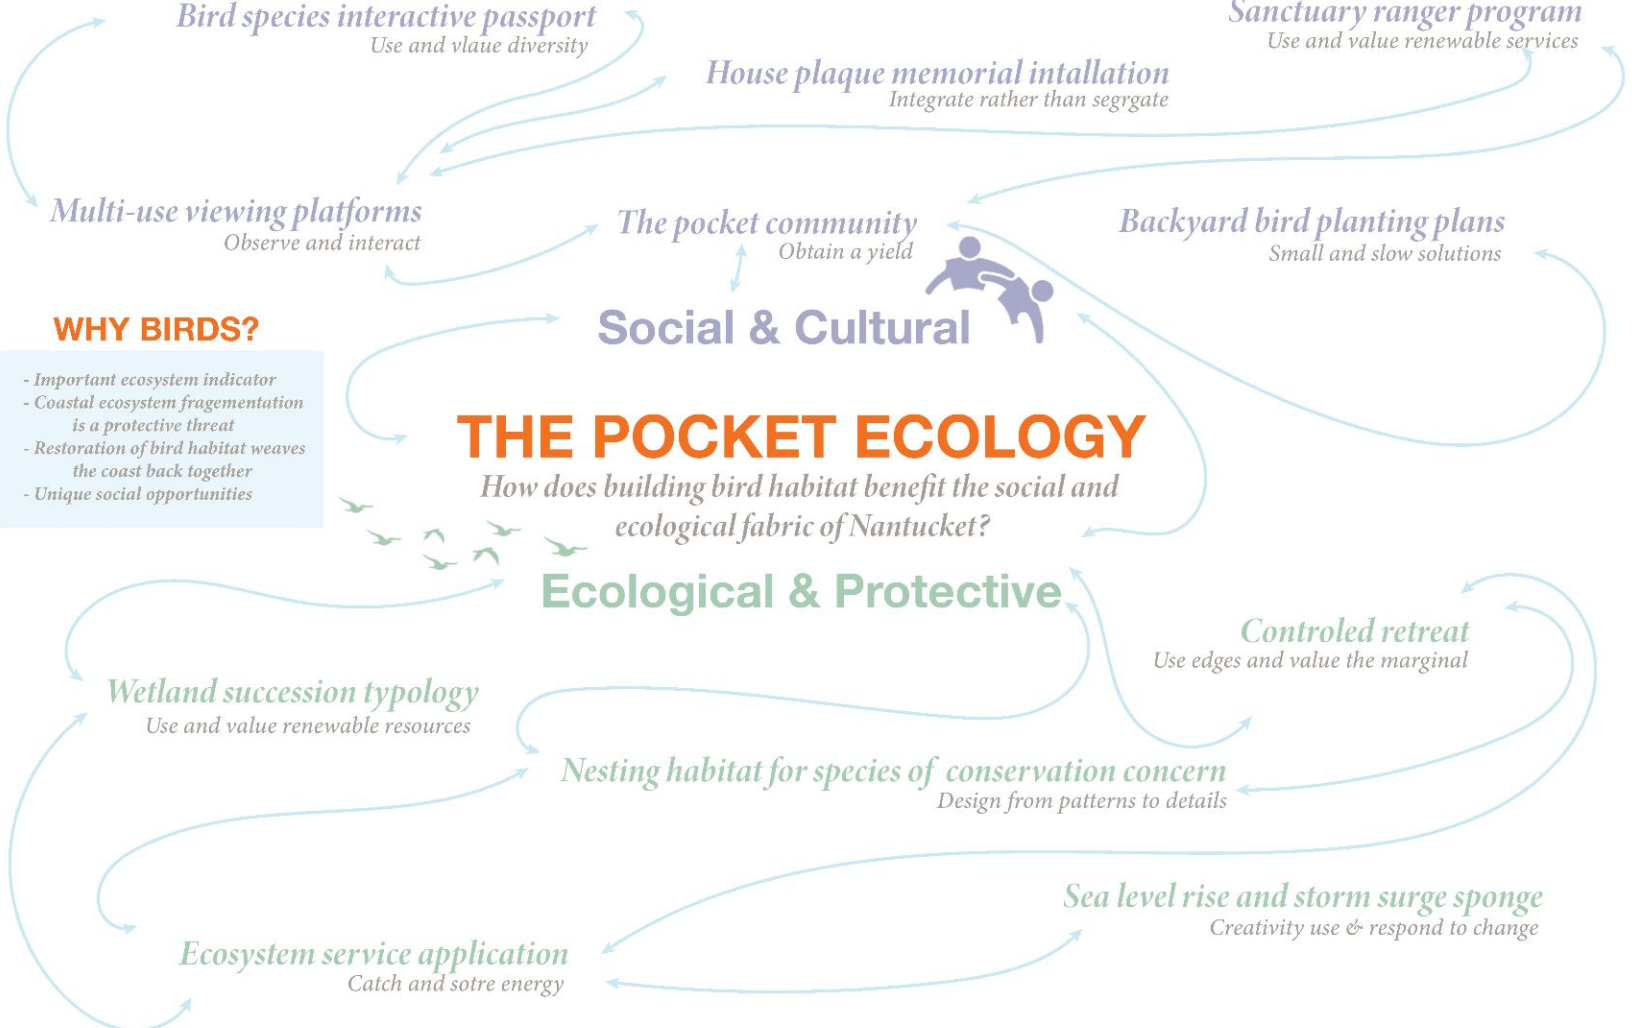 Bird species interactive passport
Use and vlaue diversity
Sanctuary ranger program
Use and value renewable services
House plaque memorial intallation
Integrate rather than segrgate
Multi-use viewing platforms
Observe and interact
The pocket community
Obtain a yield
Backyard bird planting plans
Small and slow solutions
Social & Cultural
WHY BIRDS?
- Important ecosystem indicator
- Coastal ecosystem fragementation
is a protective threat
- Restoration of bird habitat weaves
the coast back together
- Unique social opportunities
THE POCKET ECOLOGY
How does building bird habitat benefit the social and
ecological fabric of Nantucket?
Ecological & Protective
Controled retreat
Use edges and value the marginal
Wetland succession typology
Use and value renewable resources
Nesting habitat for species of conservation concern
Design from patterns to details
Sea level rise and storm surge sponge
Creativity use & respond to change
Ecosystem service application
Catch and sotre energy